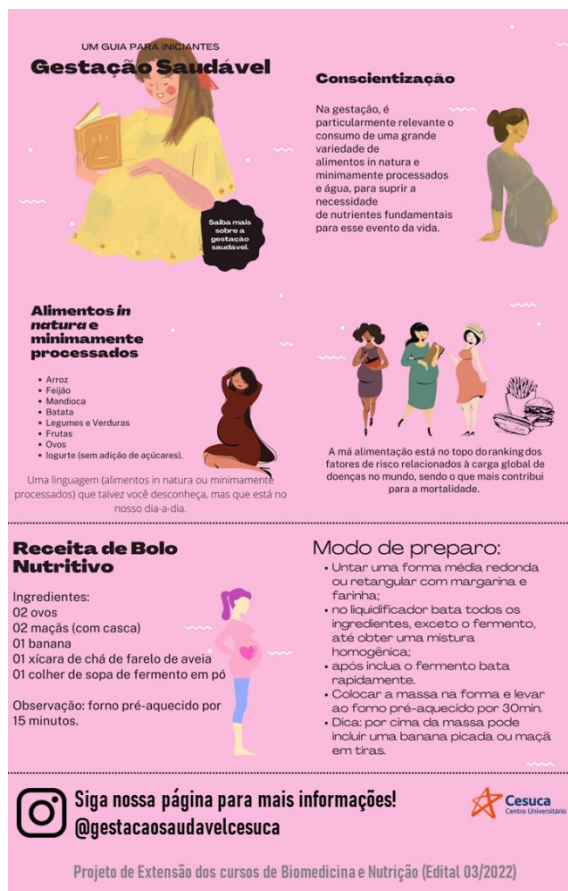 UM GUIA PARA INICIANTES
Gestação Saudável
Saiba mais
sobre a
gestação
saudável.
Conscientização
Na gestação, é
particularmente relevante o
consumo de uma grande
variedade de
alimentos in natura e
minimamente processados
e água, para suprir a
necessidade
de nutrientes fundamentais
para esse evento da vida.
Alimentos in
natura e
minimamente
processados
• Arroz
• Feijão
• Mandioca
• Batata
• Legumes e Verduras
• Frutas
• Ovos
• Iogurte (sem adição de açúcares).
Uma linguagem (alimentos in natura ou minimamente
processados) que talvez você desconheça, mas que está no
nosso dia-a-dia.
A má alimentação está no topo do ranking dos
fatores de risco relacionados à carga global de
doenças no mundo, sendo o que mais contribui
para a mortalidade.
Receita de Bolo
Nutritivo
Ingredientes:
02 ovos
02 maçãs (com casca)
01 banana
01 xícara de chá de farelo de aveia
01 colher de sopa de fermento em pó
Observação: forno pré-aquecido por
15 minutos.
Modo de preparo:
• Untar uma forma média redonda
ou retangular com margarina e
farinha;
• no liquidificador bata todos os
ingredientes, exceto o fermento,
até obter uma mistura
homogênica;
• após inclua o fermento bata
rapidamente.
• Colocar a massa na forma e levar
ao forno pré-aquecido por 30min.
• Dica: por cima da massa pode
incluir uma banana picada ou maçã
em tiras.
Siga nossa página para mais informações!
@gestacaosaudavelcesuca
Cesuca
Centro Universitário
Projeto de Extensão dos cursos de Biomedicina e Nutrição (Edital 03/2022)